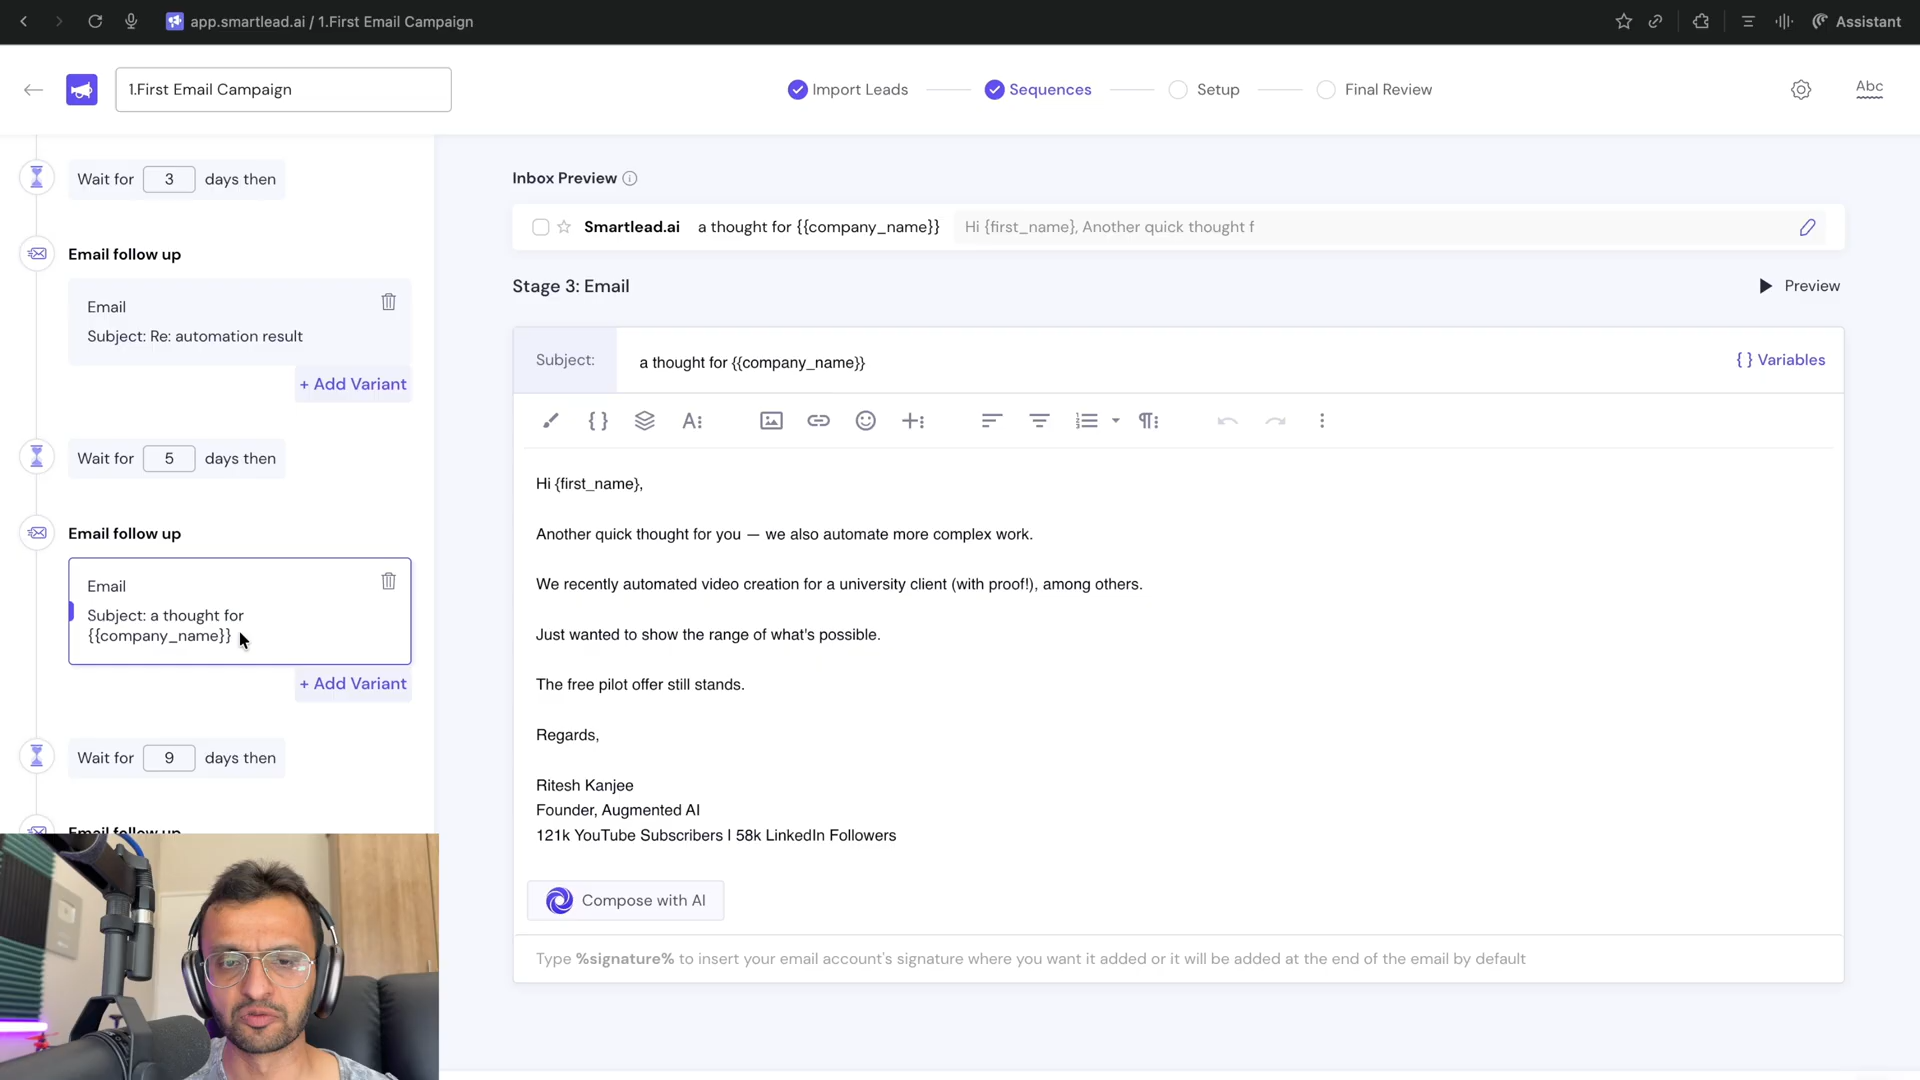 app.smartlead.ai / 1.First Email Campaign
Assistant
1.First Email Campaign
Import Leads
Sequences
Setup
Final Review
Abc
Wait for 3 days then
Email follow up
Email
Subject: Re: automation result
+ Add Variant
Wait for 5 days then
Email follow up
Email
Subject: a thought for
{{company_name}}
+ Add Variant
Wait for 9 days then
Email follow up
Inbox Preview
Smartlead.ai a thought for {{company_name}} Hi {first_name}, Another quick thought f
Stage 3: Email
Preview
Subject: a thought for {{company_name}}
{ } Variables
Hi {first_name},
Another quick thought for you — we also automate more complex work.
We recently automated video creation for a university client (with proof!), among others.
Just wanted to show the range of what's possible.
The free pilot offer still stands.
Regards,
Ritesh Kanjee
Founder, Augmented AI
121k YouTube Subscribers | 58k LinkedIn Followers
Compose with AI
Type %signature% to insert your email account's signature where you want it added or it will be added at the end of the email by default